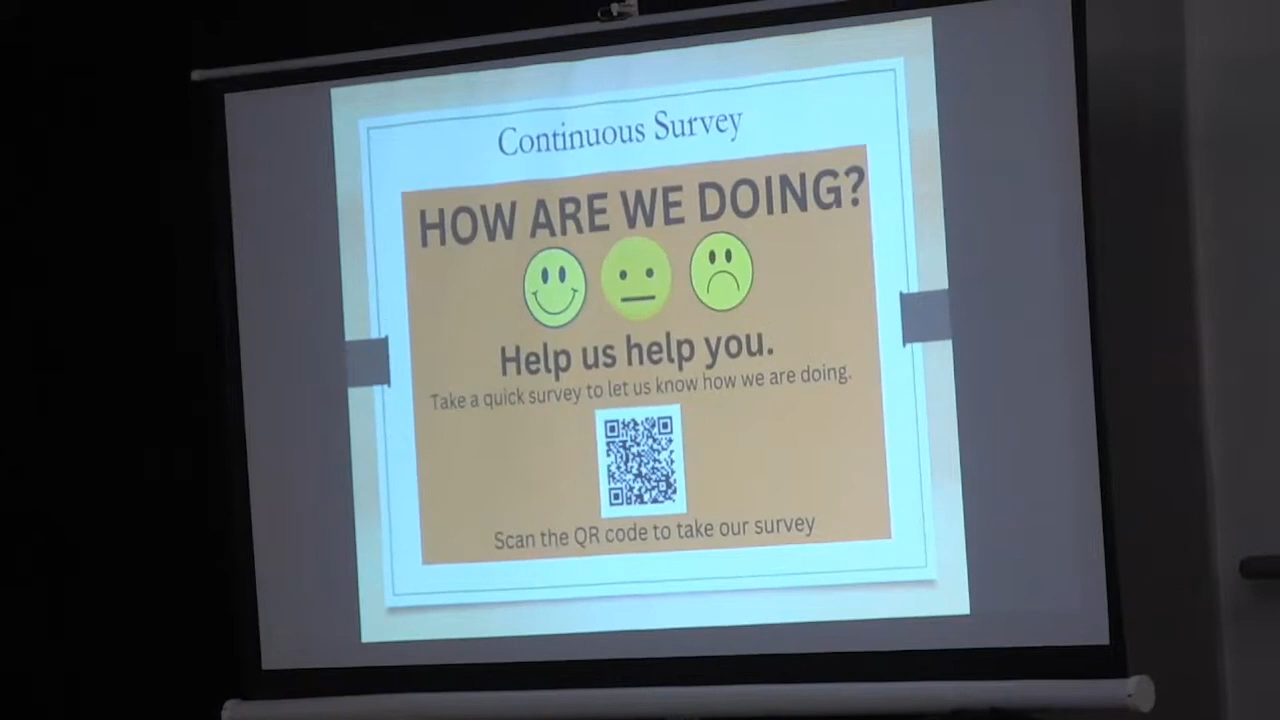 Continuous Survey
HOW ARE WE DOING?
Help us help you.
Take a quick survey to let us know how we are doing.
Scan the QR code to take our survey